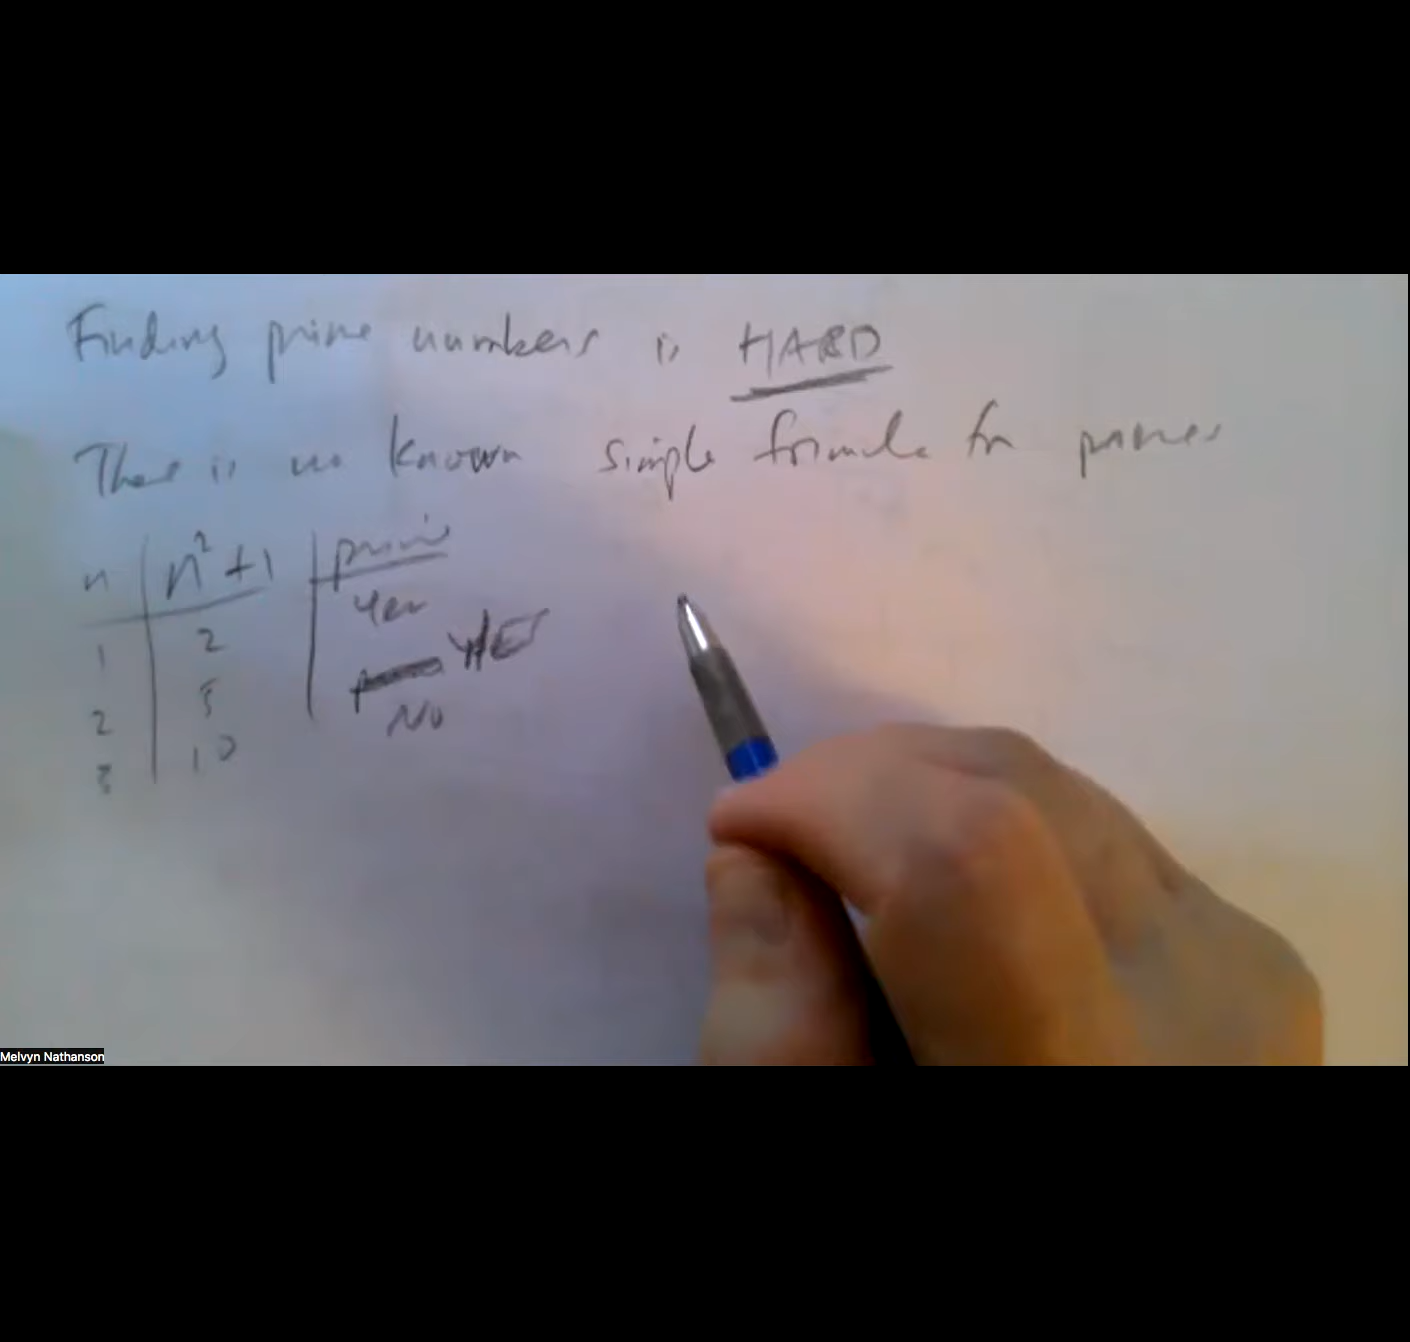 Finding prime numbers is HARD
There is no known simple formula for primes
n n²+1 prime
1 2 Yes
2 5 YES
3 10 No
Melvyn Nathanson